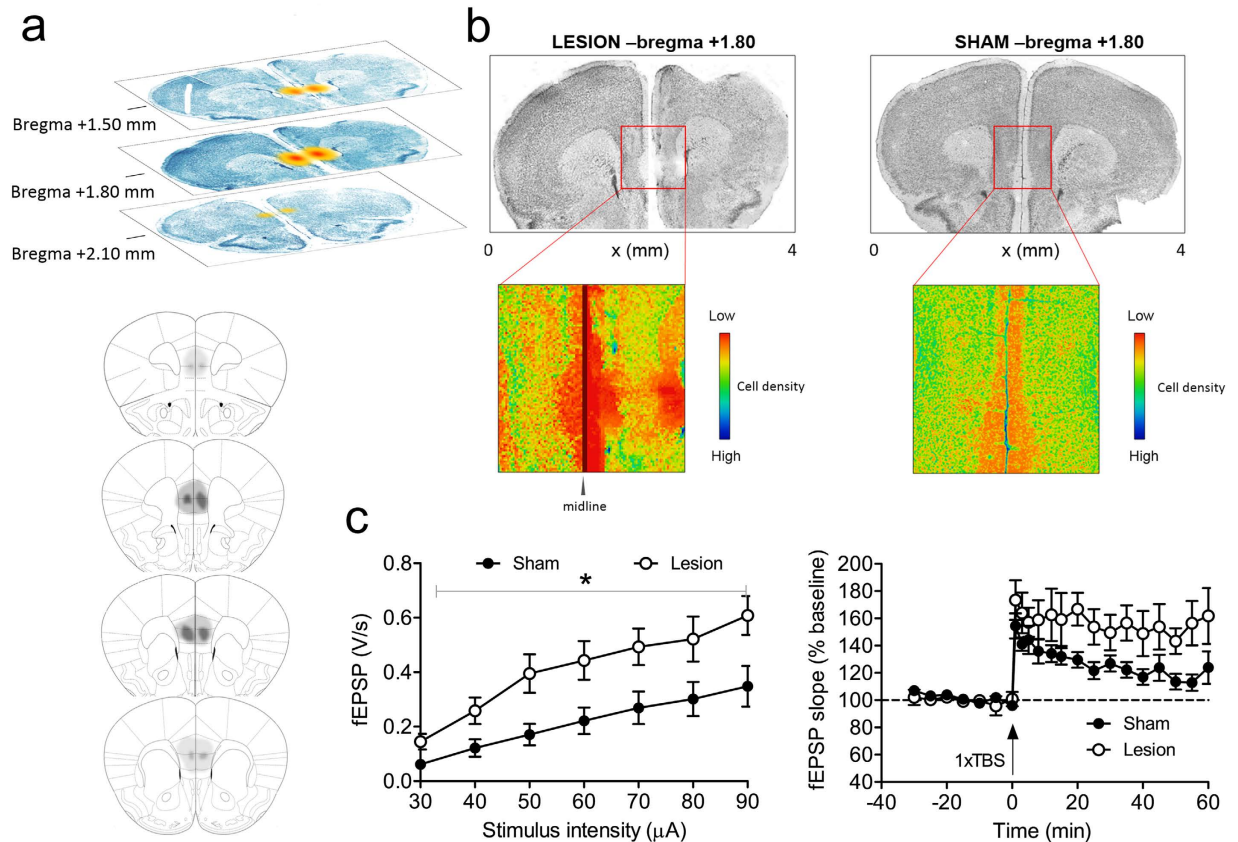 a
Bregma +1.50 mm
Bregma +1.80 mm
Bregma +2.10 mm
b
LESION –bregma +1.80
0
x (mm)
4
SHAM –bregma +1.80
0
x (mm)
4
Low
Cell density
High
midline
Low
Cell density
High
c
Sham
Lesion
*
fEPSP (V/s)
0.8
0.6
0.4
0.2
0.0
30 40 50 60 70 80 90
Stimulus intensity (μA)
fEPSP slope (% baseline)
200
180
160
140
120
100
80
60
40
Sham
Lesion
1xTBS
-40 -20 0 20 40 60
Time (min)